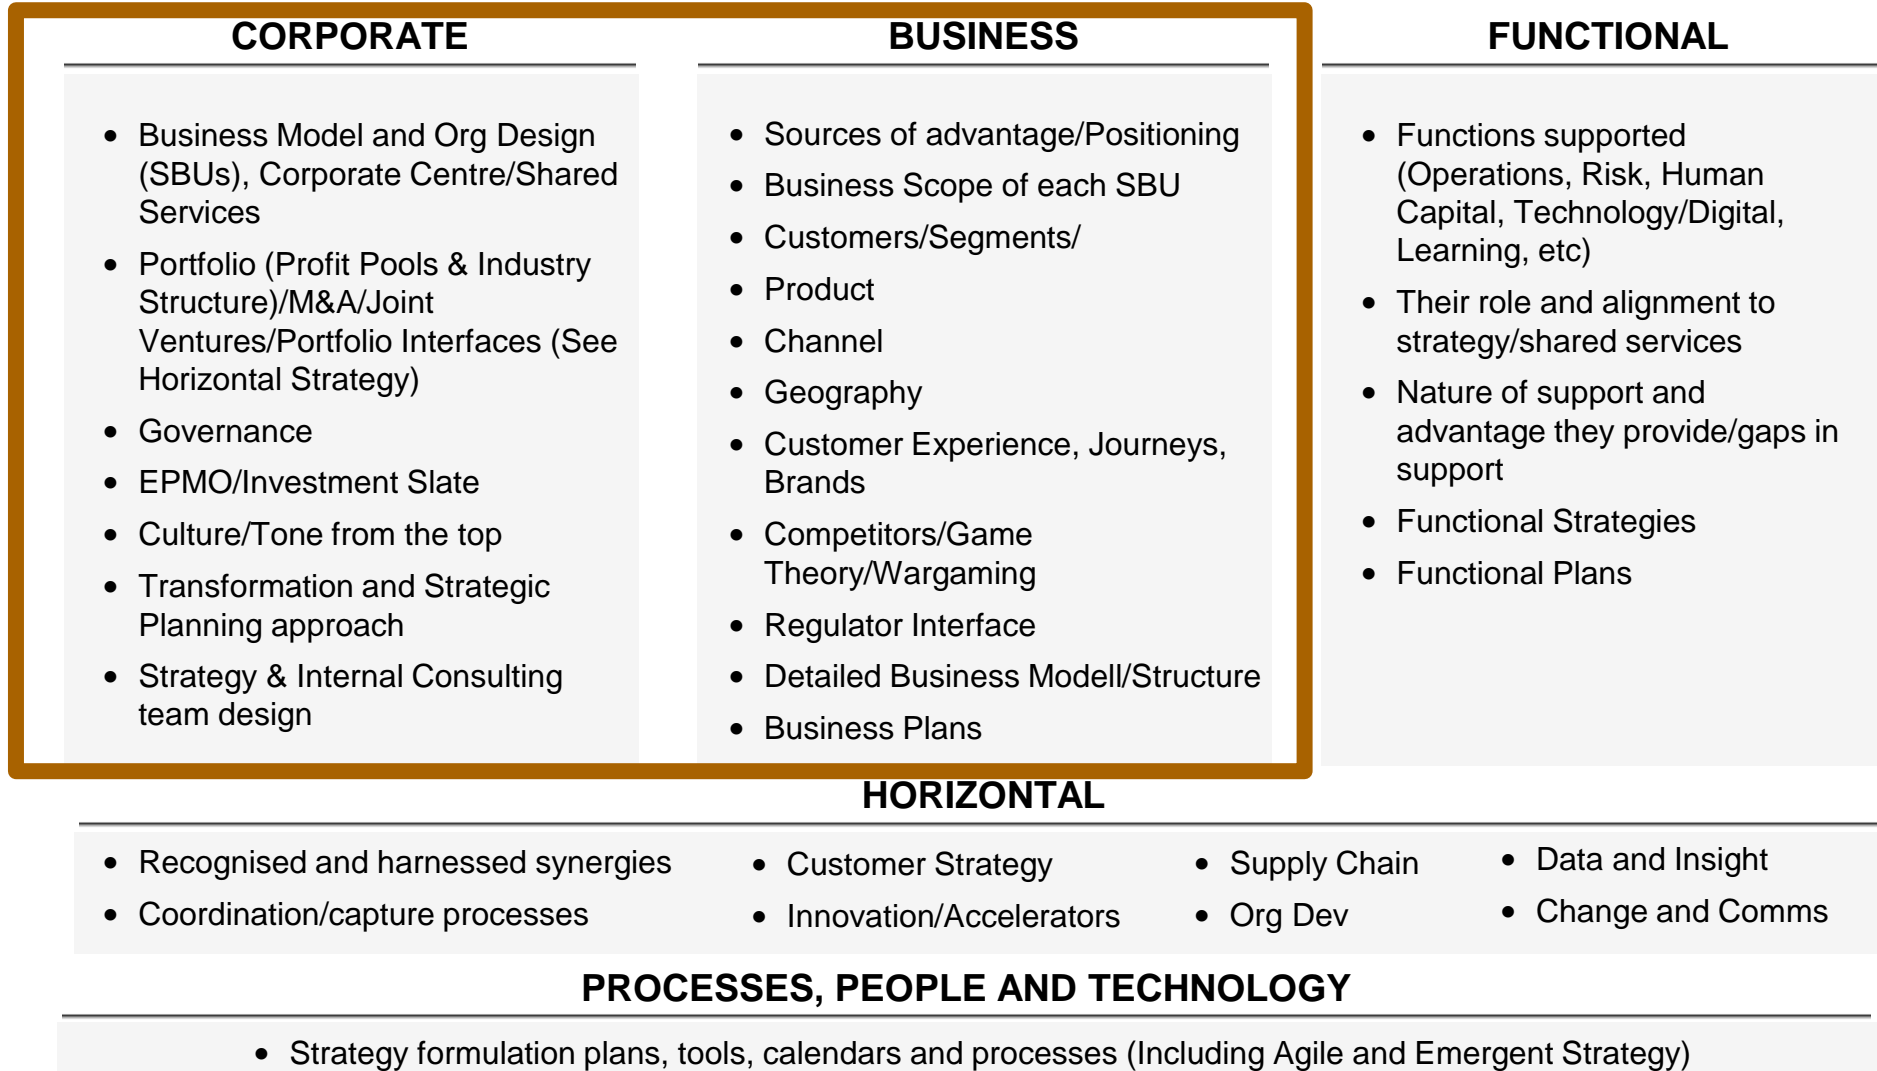 CORPORATE
• Business Model and Org Design
(SBUs), Corporate Centre/Shared
Services
• Portfolio (Profit Pools & Industry
Structure)/M&A/Joint
Ventures/Portfolio Interfaces (See
Horizontal Strategy)
• Governance
• EPMO/Investment Slate
• Culture/Tone from the top
• Transformation and Strategic
Planning approach
• Strategy & Internal Consulting
team design
BUSINESS
• Sources of advantage/Positioning
• Business Scope of each SBU
• Customers/Segments/
• Product
• Channel
• Geography
• Customer Experience, Journeys,
Brands
• Competitors/Game
Theory/Wargaming
• Regulator Interface
• Detailed Business Modell/Structure
• Business Plans
FUNCTIONAL
• Functions supported
(Operations, Risk, Human
Capital, Technology/Digital,
Learning, etc)
• Their role and alignment to
strategy/shared services
• Nature of support and
advantage they provide/gaps in
support
• Functional Strategies
• Functional Plans
HORIZONTAL
• Recognised and harnessed synergies
• Coordination/capture processes
• Customer Strategy
• Innovation/Accelerators
• Supply Chain
• Org Dev
• Data and Insight
• Change and Comms
PROCESSES, PEOPLE AND TECHNOLOGY
• Strategy formulation plans, tools, calendars and processes (Including Agile and Emergent Strategy)